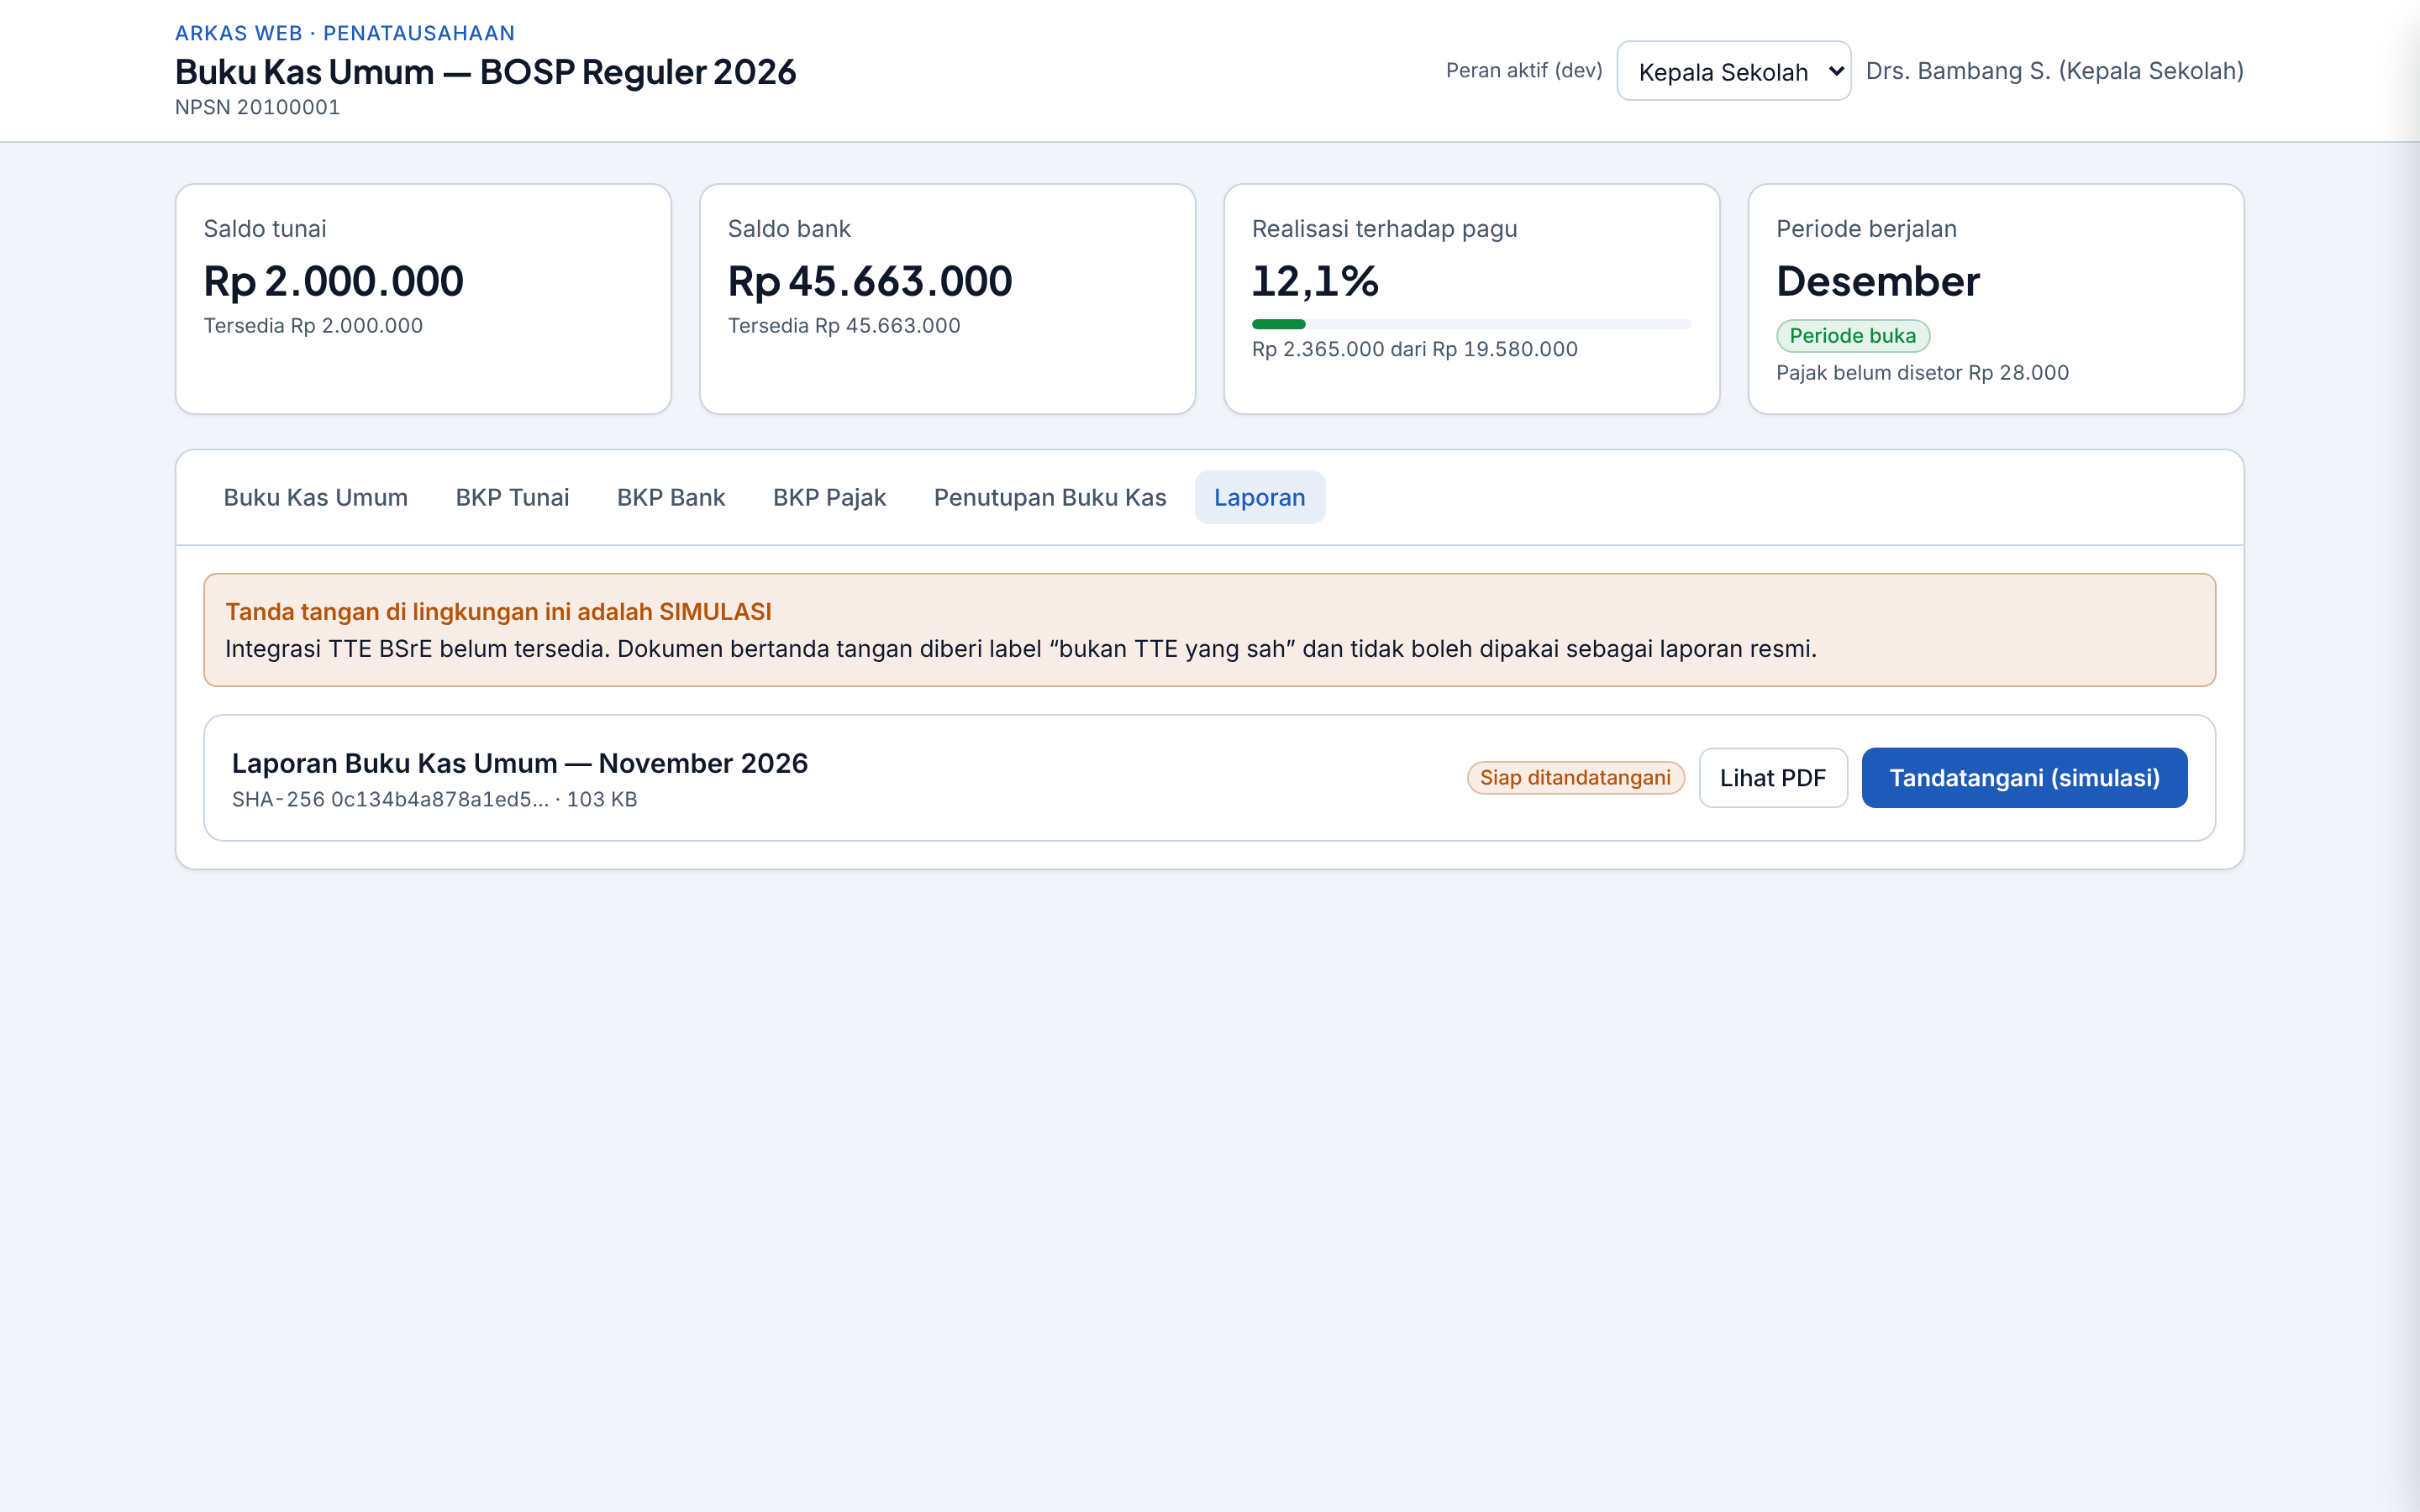 ARKAS WEB · PENATAUSAHAAN
Buku Kas Umum — BOSP Reguler 2026
NPSN 20100001
Peran aktif (dev)
Kepala Sekolah
Drs. Bambang S. (Kepala Sekolah)
Saldo tunai
Rp 2.000.000
Tersedia Rp 2.000.000
Saldo bank
Rp 45.663.000
Tersedia Rp 45.663.000
Realisasi terhadap pagu
12,1%
Rp 2.365.000 dari Rp 19.580.000
Periode berjalan
Desember
Periode buka
Pajak belum disetor Rp 28.000
Buku Kas Umum
BKP Tunai
BKP Bank
BKP Pajak
Penutupan Buku Kas
Laporan
Tanda tangan di lingkungan ini adalah SIMULASI
Integrasi TTE BSrE belum tersedia. Dokumen bertanda tangan diberi label “bukan TTE yang sah” dan tidak boleh dipakai sebagai laporan resmi.
Laporan Buku Kas Umum — November 2026
SHA-256 0c134b4a878a1ed5… · 103 KB
Siap ditandatangani
Lihat PDF
Tandatangani (simulasi)